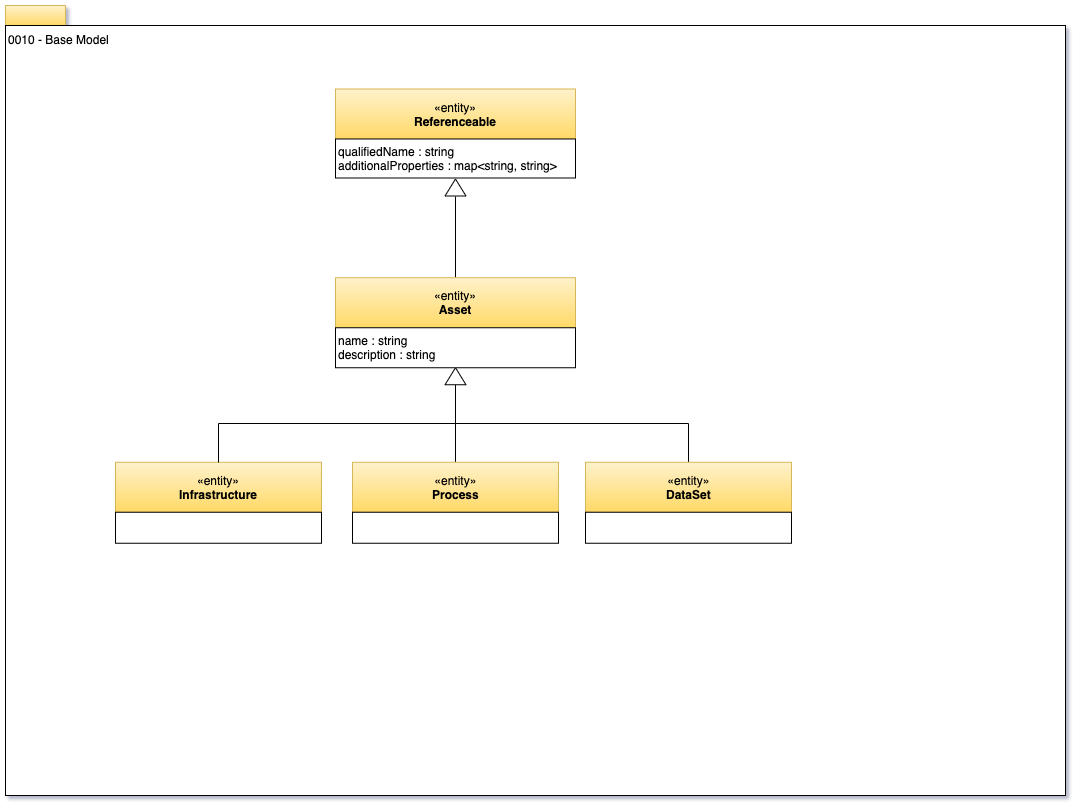 0010 - Base Model
«entity»
Referenceable
qualifiedName : string
additionalProperties : map<string, string>
«entity»
Asset
name : string
description : string
«entity»
Infrastructure
«entity»
Process
«entity»
DataSet